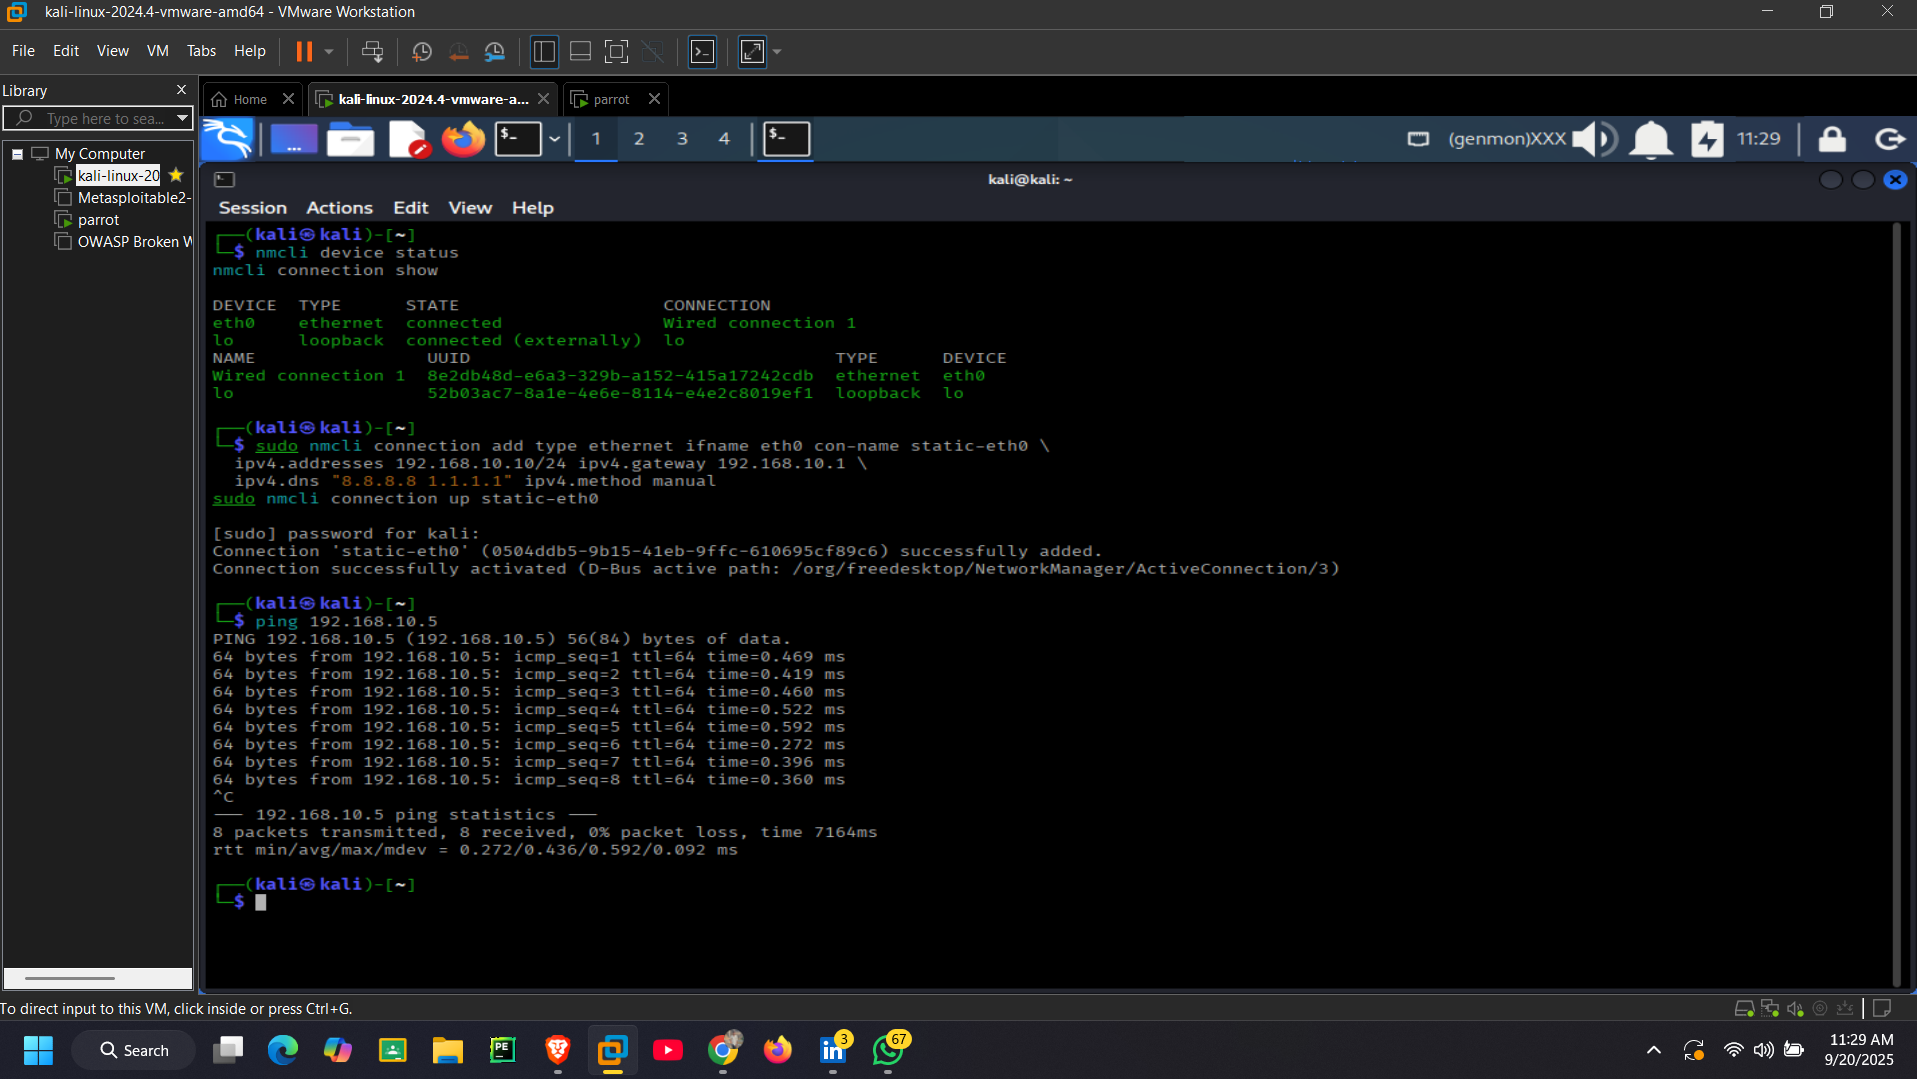 kali-linux-2024.4-vmware-amd64 - VMware Workstation
File Edit View VM Tabs Help
Library
Type here to sea...
Home kali-linux-2024.4-vmware-a... parrot
My Computer
kali-linux-20
Metasploitable2-
parrot
OWASP Broken W
1 2 3 4 (genmon)XXX 11:29
kali@kali: ~
Session Actions Edit View Help
┌──(kali㉿kali)-[~]
└─$ nmcli device status
nmcli connection show
DEVICE TYPE STATE CONNECTION
eth0 ethernet connected Wired connection 1
lo loopback connected (externally) lo
NAME UUID TYPE DEVICE
Wired connection 1 8e2db48d-e6a3-329b-a152-415a17242cdb ethernet eth0
lo 52b03ac7-8a1e-4e6e-8114-e4e2c8019ef1 loopback lo
┌──(kali㉿kali)-[~]
└─$ sudo nmcli connection add type ethernet ifname eth0 con-name static-eth0 \
ipv4.addresses 192.168.10.10/24 ipv4.gateway 192.168.10.1 \
ipv4.dns "8.8.8.8 1.1.1.1" ipv4.method manual
sudo nmcli connection up static-eth0
[sudo] password for kali:
Connection 'static-eth0' (0504ddb5-9b15-41eb-9ffc-610695cf89c6) successfully added.
Connection successfully activated (D-Bus active path: /org/freedesktop/NetworkManager/ActiveConnection/3)
┌──(kali㉿kali)-[~]
└─$ ping 192.168.10.5
PING 192.168.10.5 (192.168.10.5) 56(84) bytes of data.
64 bytes from 192.168.10.5: icmp_seq=1 ttl=64 time=0.469 ms
64 bytes from 192.168.10.5: icmp_seq=2 ttl=64 time=0.419 ms
64 bytes from 192.168.10.5: icmp_seq=3 ttl=64 time=0.460 ms
64 bytes from 192.168.10.5: icmp_seq=4 ttl=64 time=0.522 ms
64 bytes from 192.168.10.5: icmp_seq=5 ttl=64 time=0.592 ms
64 bytes from 192.168.10.5: icmp_seq=6 ttl=64 time=0.272 ms
64 bytes from 192.168.10.5: icmp_seq=7 ttl=64 time=0.396 ms
64 bytes from 192.168.10.5: icmp_seq=8 ttl=64 time=0.360 ms
^C
─── 192.168.10.5 ping statistics ───
8 packets transmitted, 8 received, 0% packet loss, time 7164ms
rtt min/avg/max/mdev = 0.272/0.436/0.592/0.092 ms
┌──(kali㉿kali)-[~]
└─$
To direct input to this VM, click inside or press Ctrl+G.
Search
PE
3
67
11:29 AM
9/20/2025